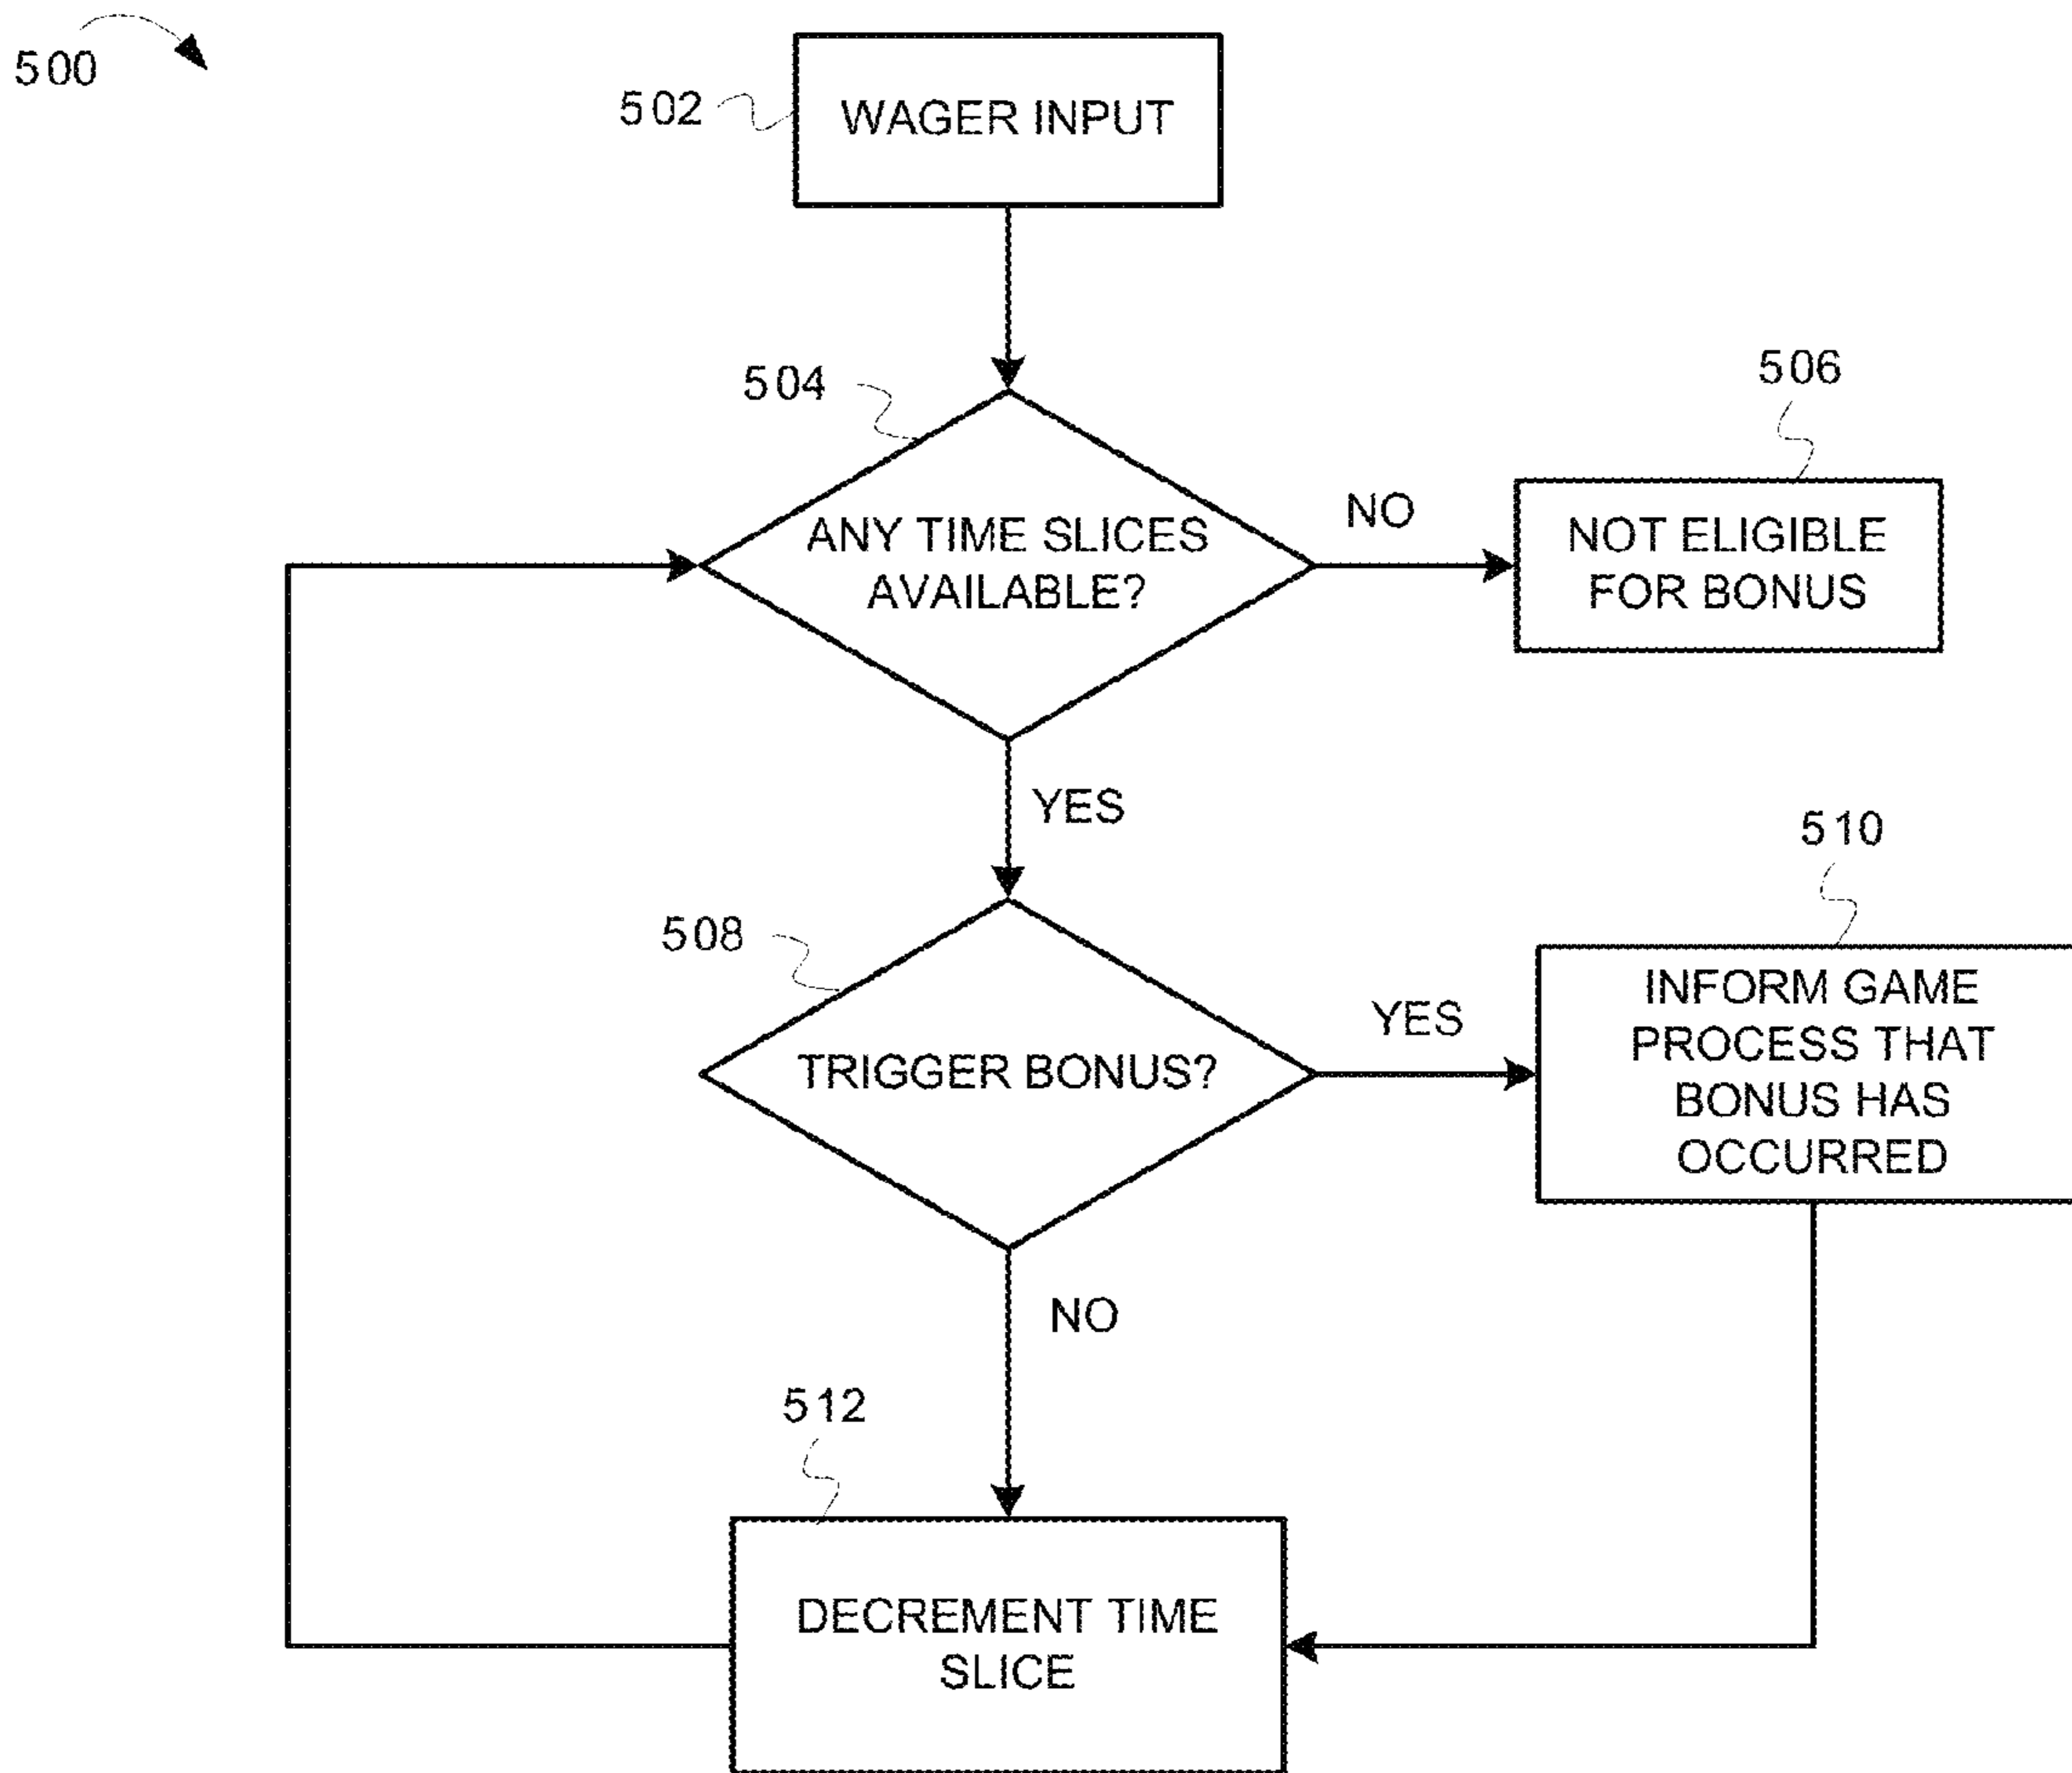 500
502
WAGER INPUT
504
ANY TIME SLICES
AVAILABLE?
NO
506
NOT ELIGIBLE
FOR BONUS
YES
508
TRIGGER BONUS?
YES
510
INFORM GAME
PROCESS THAT
BONUS HAS
OCCURRED
NO
512
DECREMENT TIME
SLICE